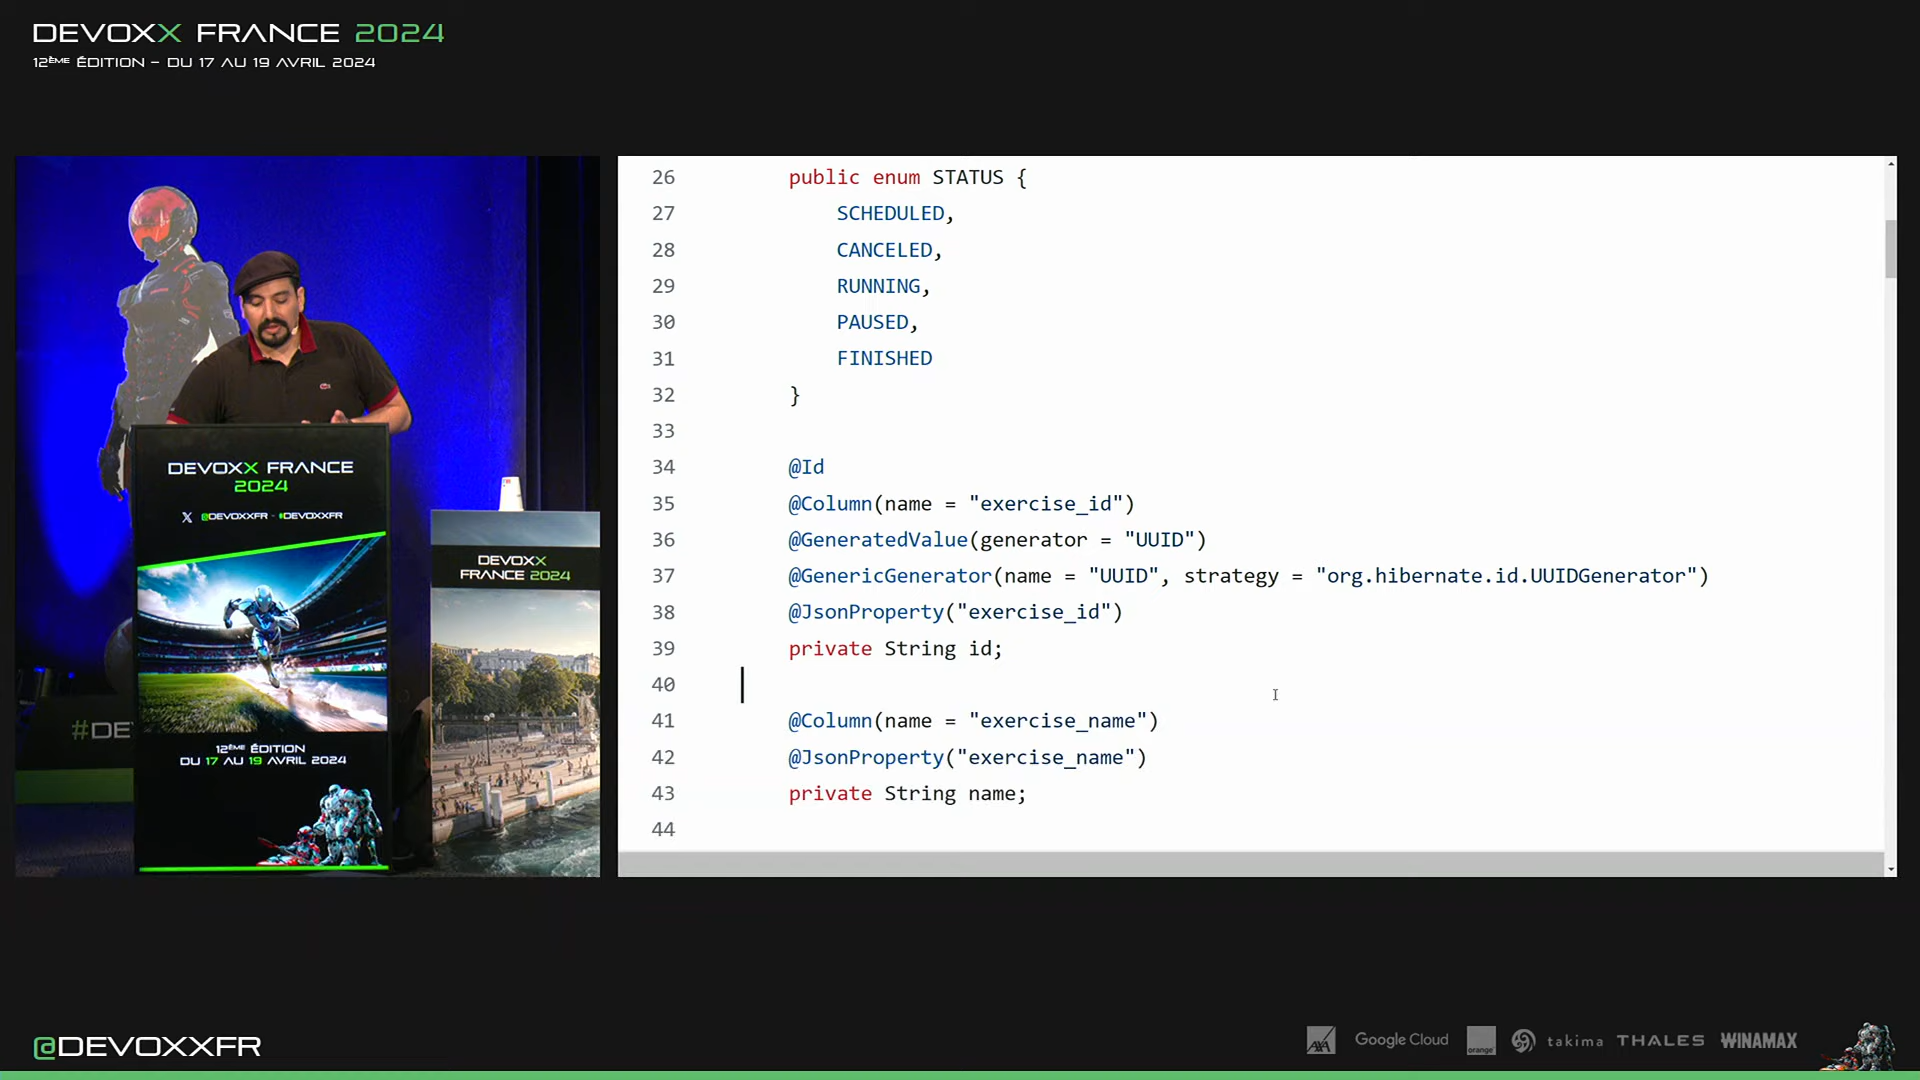 DEVOXX FRANCE 2024
12ÈME ÉDITION - DU 17 AU 19 AVRIL 2024
26 public enum STATUS {
27 SCHEDULED,
28 CANCELED,
29 RUNNING,
30 PAUSED,
31 FINISHED
32 }
33
34 @Id
35 @Column(name = "exercise_id")
36 @GeneratedValue(generator = "UUID")
37 @GenericGenerator(name = "UUID", strategy = "org.hibernate.id.UUIDGenerator")
38 @JsonProperty("exercise_id")
39 private String id;
40
41 @Column(name = "exercise_name")
42 @JsonProperty("exercise_name")
43 private String name;
44
DEVOXX FRANCE
2024
X @DEVOXXFR - #DEVOXXFR
12ÈME ÉDITION
DU 17 AU 19 AVRIL 2024
#DE
DEVOXX
FRANCE 2024
@DEVOXXFR
AXA
Google Cloud
orange
takima
THALES
WINAMAX